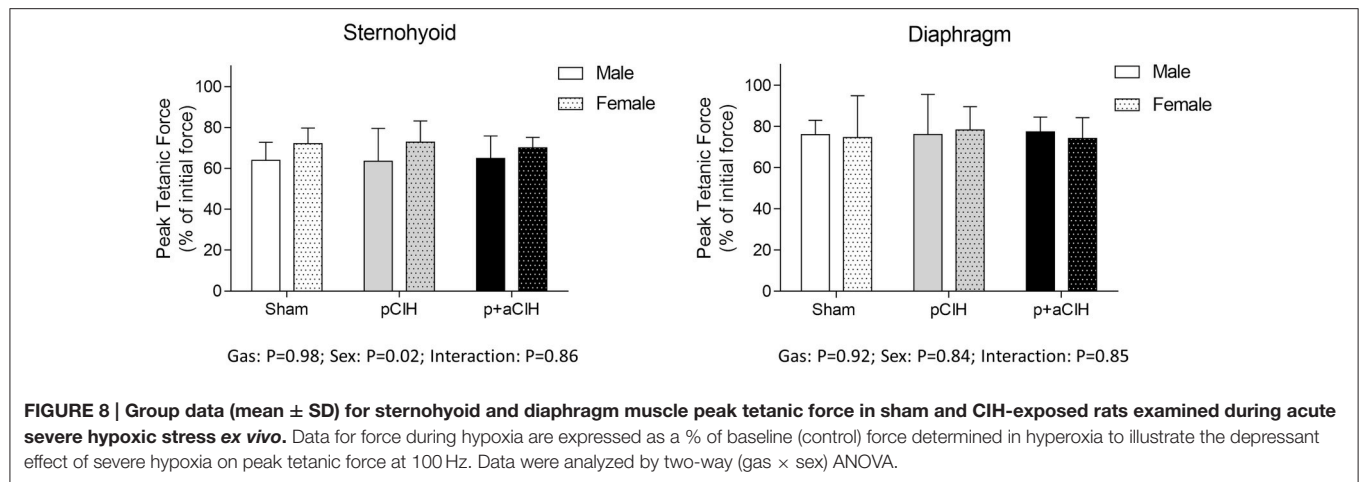 Sternohyoid
Male
Female
Peak Tetanic Force
(% of initial force)
100
80
60
40
20
0
Sham
pCIH
p+aCIH
Gas: P=0.98; Sex: P=0.02; Interaction: P=0.86
Diaphragm
Male
Female
Peak Tetanic Force
(% of initial force)
100
80
60
40
20
0
Sham
pCIH
p+aCIH
Gas: P=0.92; Sex: P=0.84; Interaction: P=0.85
FIGURE 8 | Group data (mean ± SD) for sternohyoid and diaphragm muscle peak tetanic force in sham and CIH-exposed rats examined during acute
severe hypoxic stress ex vivo. Data for force during hypoxia are expressed as a % of baseline (control) force determined in hyperoxia to illustrate the depressant
effect of severe hypoxia on peak tetanic force at 100 Hz. Data were analyzed by two-way (gas × sex) ANOVA.